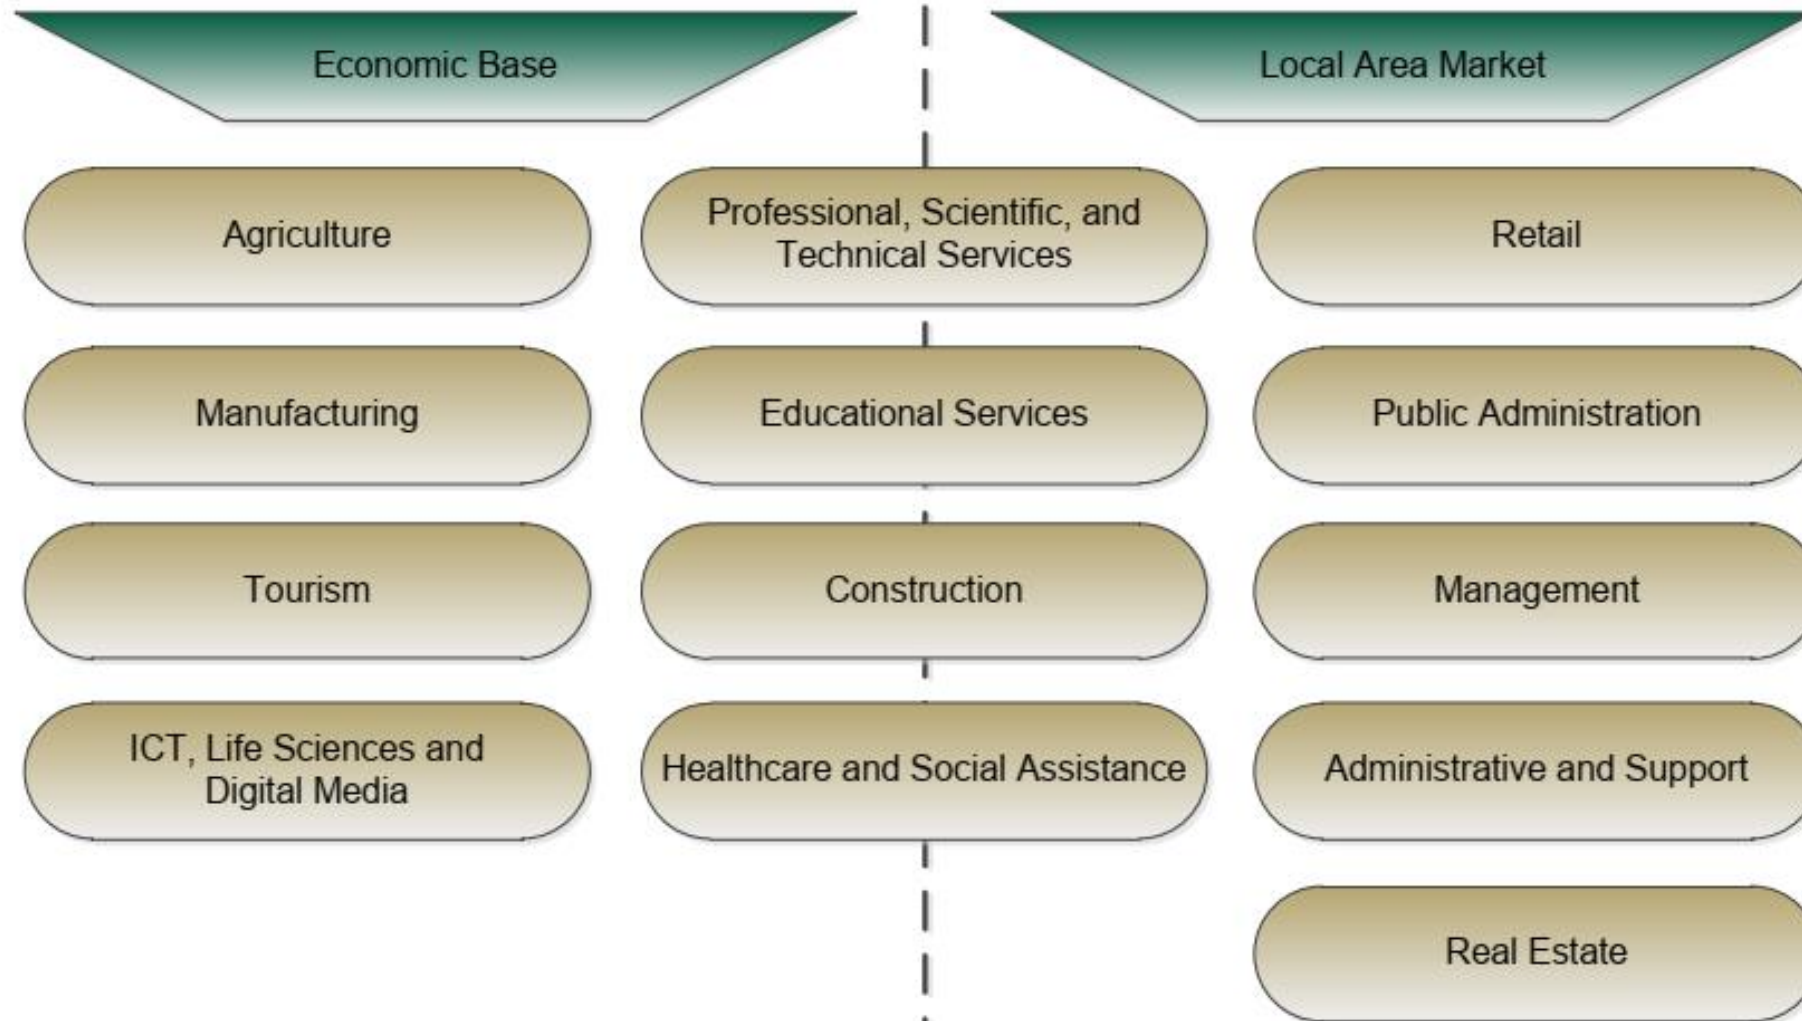 Economic Base
Local Area Market
Agriculture
Professional, Scientific, and
Technical Services
Retail
Manufacturing
Educational Services
Public Administration
Tourism
Construction
Management
ICT, Life Sciences and
Digital Media
Healthcare and Social Assistance
Administrative and Support
Real Estate